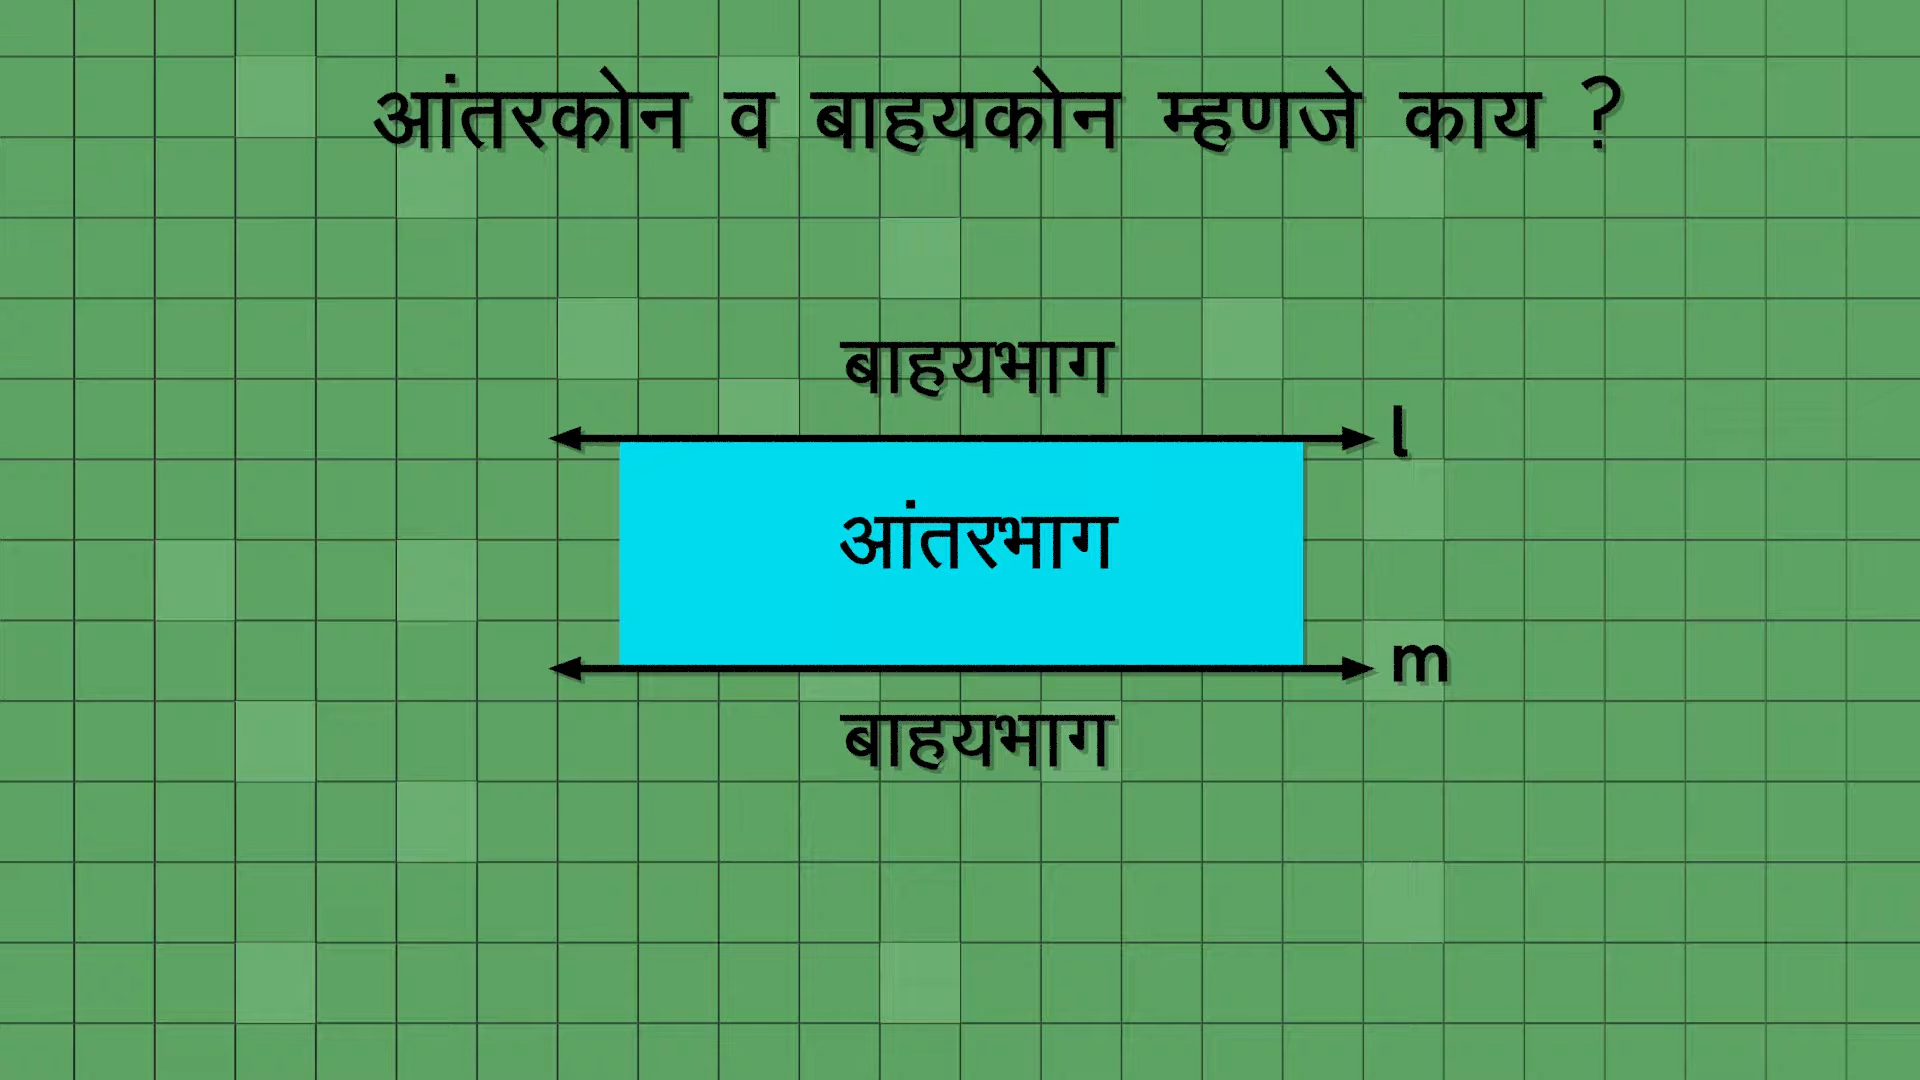 आंतरकोन व बाहयकोन म्हणजे काय ?
बाहयभाग
l
आंतरभाग
m
बाहयभाग